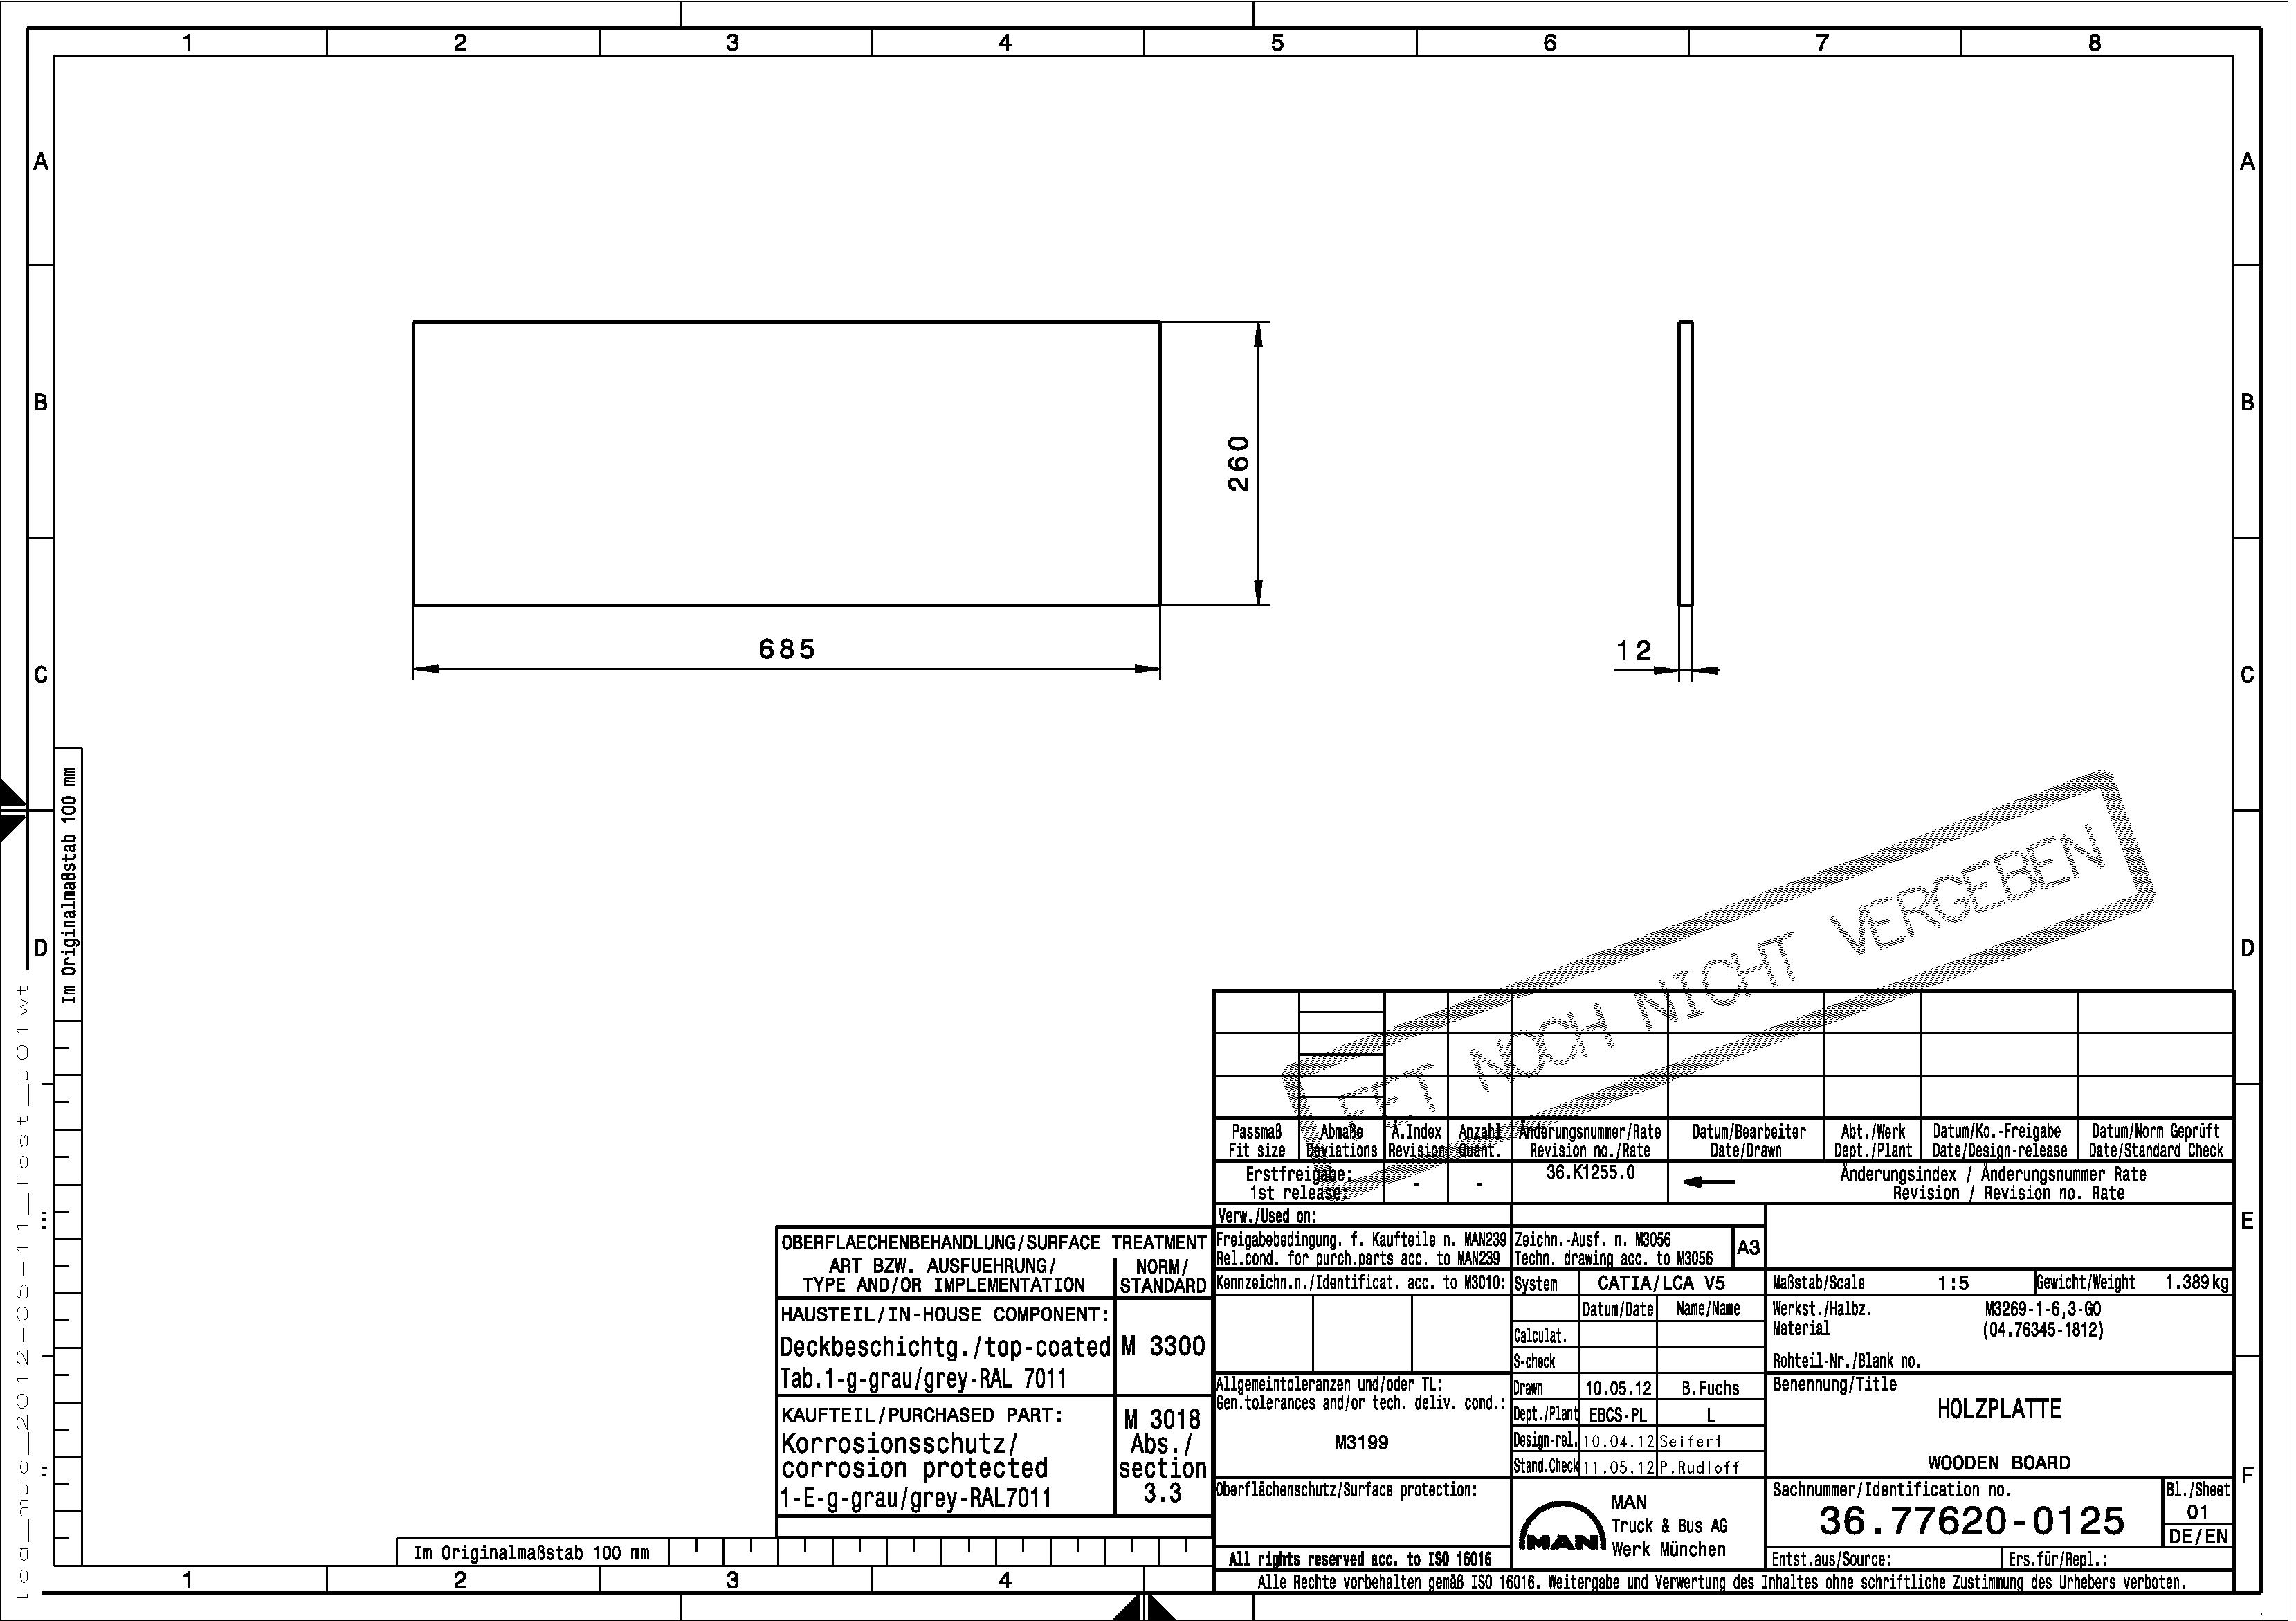 1 2 3 4 5 6 7 8
A A
B B
C C
D D
E
F
260
685
12
Im Originalmaßstab 100 mm
lca_muc_2012-05-11_Test_u01wt
FET NOCH NICHT VERGEBEN
Passmaß Abmaße Ä.Index Anzahl Änderungsnummer/Rate Datum/Bearbeiter Abt./Werk Datum/Ko.-Freigabe Datum/Norm Geprüft
Fit size Deviations Revision Quant. Revision no./Rate Date/Drawn Dept./Plant Date/Design-release Date/Standard Check
Erstfreigabe: - - 36.K1255.0 Änderungsindex / Änderungsnummer Rate
1st release: Revision / Revision no. Rate
Verw./Used on:
Freigabebedingung. f. Kaufteile n. MAN239
Rel.cond. for purch.parts acc. to MAN239
Zeichn.-Ausf. n. M3056
Techn. drawing acc. to M3056
A3
Kennzeichn.n./Identificat. acc. to M3010:
System CATIA/LCA V5
Datum/Date Name/Name
Calculat.
S-check
Drawn 10.05.12 B.Fuchs
Dept./Plant EBCS-PL L
Design-rel. 10.04.12 Seifert
Stand.Check 11.05.12 P.Rudloff
Maßstab/Scale 1:5 Gewicht/Weight 1.389 kg
Werkst./Halbz. M3269-1-6,3-GO
Material (04.76345-1812)
Rohteil-Nr./Blank no.
Benennung/Title
HOLZPLATTE
WOODEN BOARD
Allgemeintoleranzen und/oder TL:
Gen.tolerances and/or tech. deliv. cond.:
M3199
Oberflächenschutz/Surface protection:
All rights reserved acc. to ISO 16016
MAN
MAN
Truck & Bus AG
Werk München
Sachnummer/Identification no.
36.77620-0125
Bl./Sheet
01
DE/EN
Entst.aus/Source: Ers.für/Repl.:
Alle Rechte vorbehalten gemäß ISO 16016. Weitergabe und Verwertung des Inhaltes ohne schriftliche Zustimmung des Urhebers verboten.
OBERFLAECHENBEHANDLUNG/SURFACE TREATMENT
ART BZW. AUSFUEHRUNG/ NORM/
TYPE AND/OR IMPLEMENTATION STANDARD
HAUSTEIL/IN-HOUSE COMPONENT:
Deckbeschichtg./top-coated M 3300
Tab.1-g-grau/grey-RAL 7011
KAUFTEIL/PURCHASED PART: M 3018
Korrosionsschutz/ Abs./
corrosion protected section
1-E-g-grau/grey-RAL7011 3.3
Im Originalmaßstab 100 mm
1 2 3 4